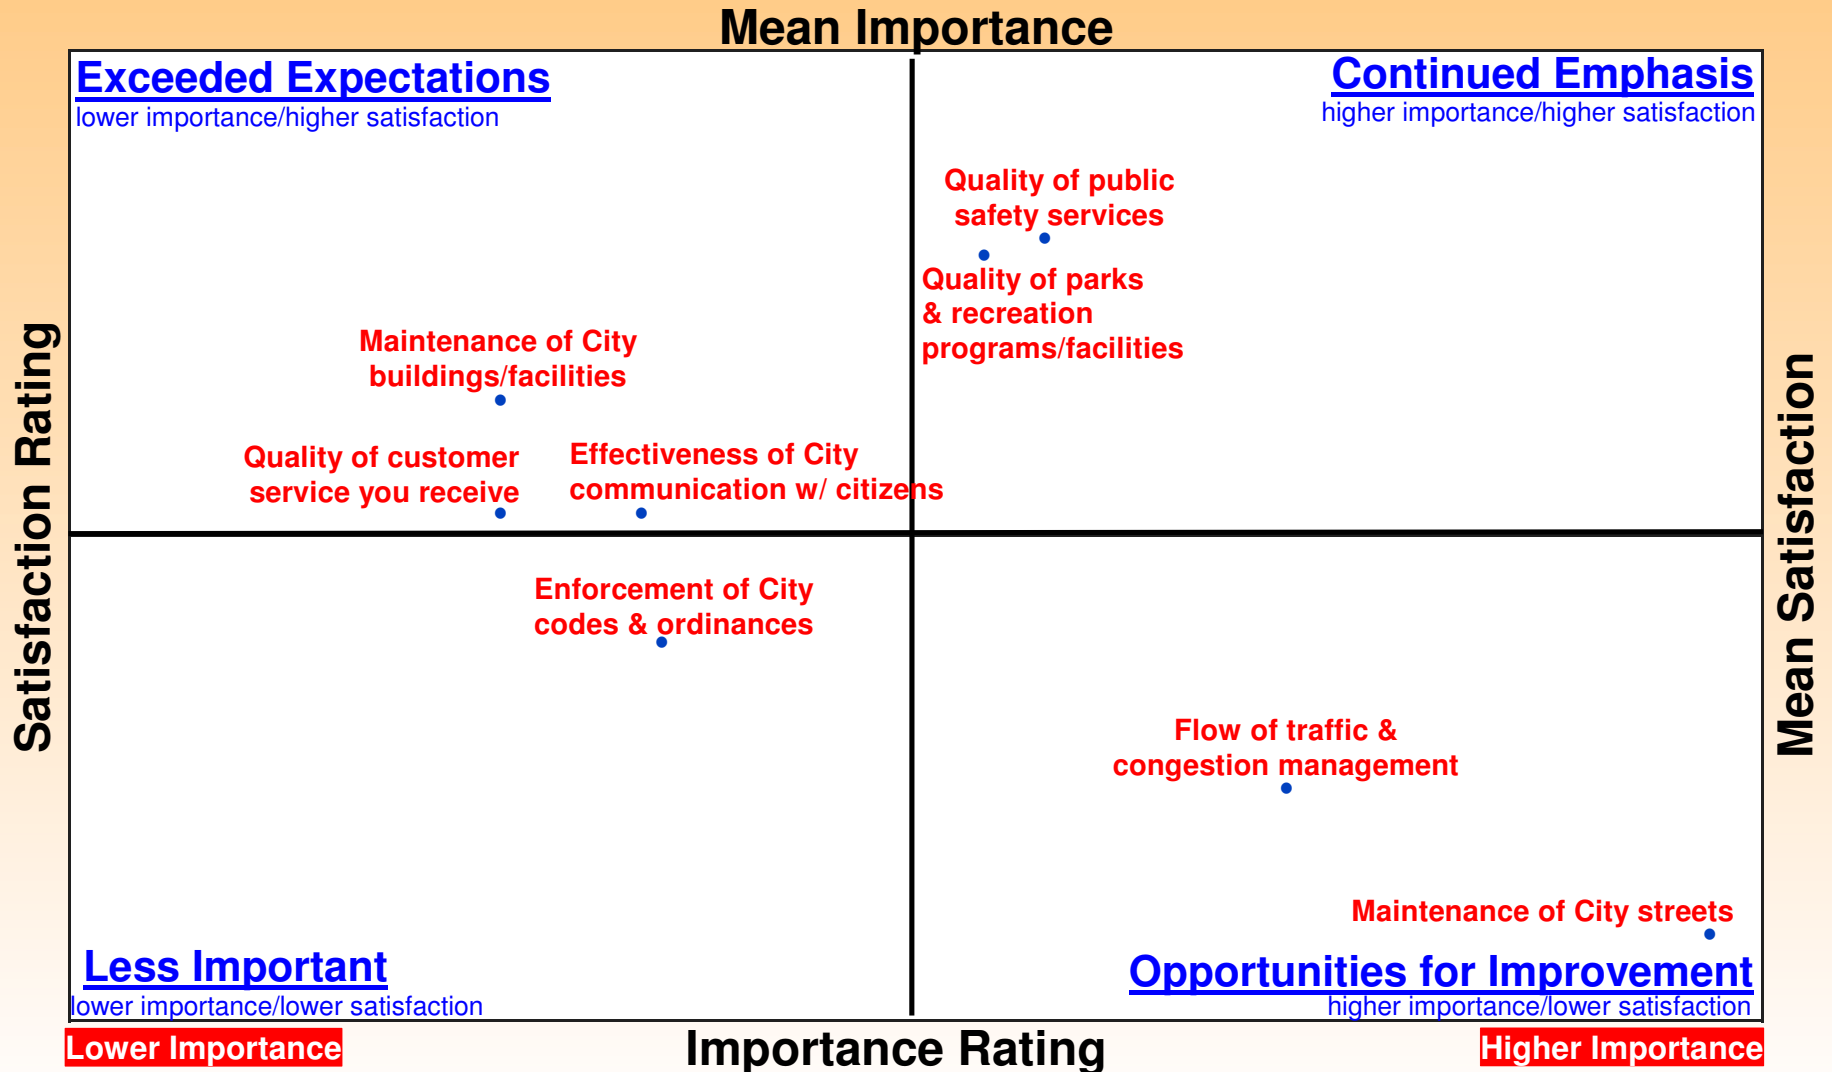 Mean Importance
Exceeded Expectations
lower importance/higher satisfaction
Continued Emphasis
higher importance/higher satisfaction
Quality of public
safety services
Quality of parks
& recreation
programs/facilities
Maintenance of City
buildings/facilities
Quality of customer
service you receive
Effectiveness of City
communication w/ citizens
Satisfaction Rating
Mean Satisfaction
Enforcement of City
codes & ordinances
Flow of traffic &
congestion management
Maintenance of City streets
Less Important
lower importance/lower satisfaction
Opportunities for Improvement
higher importance/lower satisfaction
Lower Importance
Importance Rating
Higher Importance